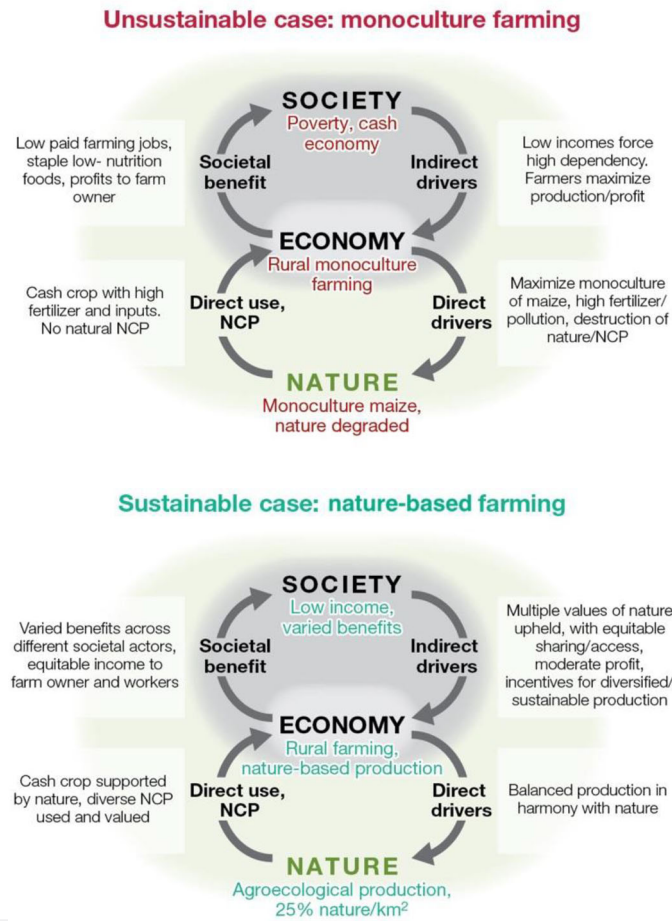 Unsustainable case: monoculture farming
SOCIETY
Poverty, cash
economy
Low paid farming jobs,
staple low- nutrition
foods, profits to farm
owner
Societal
benefit
Indirect
drivers
Low incomes force
high dependency.
Farmers maximize
production/profit
ECONOMY
Rural monoculture
farming
Cash crop with high
fertilizer and inputs.
No natural NCP
Direct use,
NCP
Direct
drivers
Maximize monoculture
of maize, high fertilizer/
pollution, destruction of
nature/NCP
NATURE
Monoculture maize,
nature degraded
Sustainable case: nature-based farming
SOCIETY
Low income,
varied benefits
Varied benefits across
different societal actors,
equitable income to
farm owner and workers
Societal
benefit
Indirect
drivers
Multiple values of nature
upheld, with equitable
sharing/access,
moderate profit,
incentives for diversified/
sustainable production
ECONOMY
Rural farming,
nature-based production
Cash crop supported
by nature, diverse NCP
used and valued
Direct use,
NCP
Direct
drivers
Balanced production in
harmony with nature
NATURE
Agroecological production,
25% nature/km²